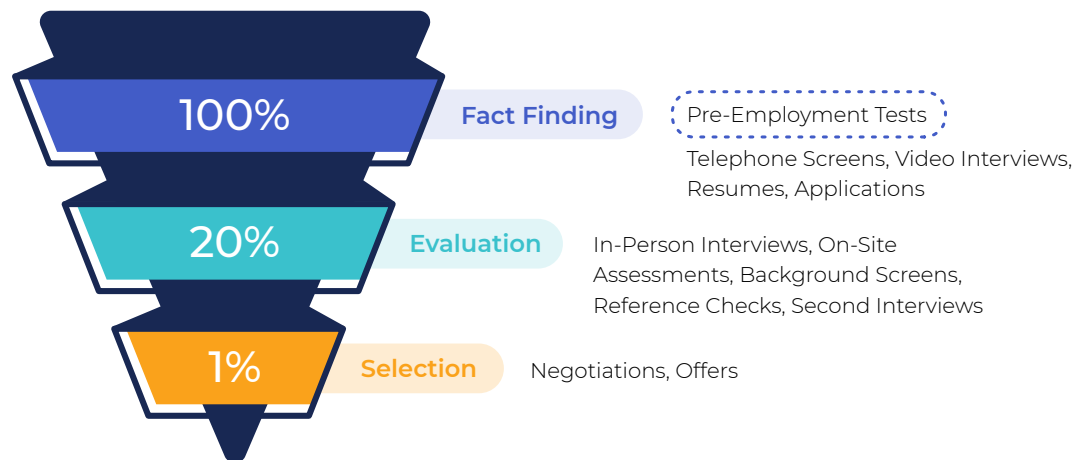 100%
Fact Finding
Pre-Employment Tests
Telephone Screens, Video Interviews,
Resumes, Applications
20%
Evaluation
In-Person Interviews, On-Site
Assessments, Background Screens,
Reference Checks, Second Interviews
1%
Selection
Negotiations, Offers